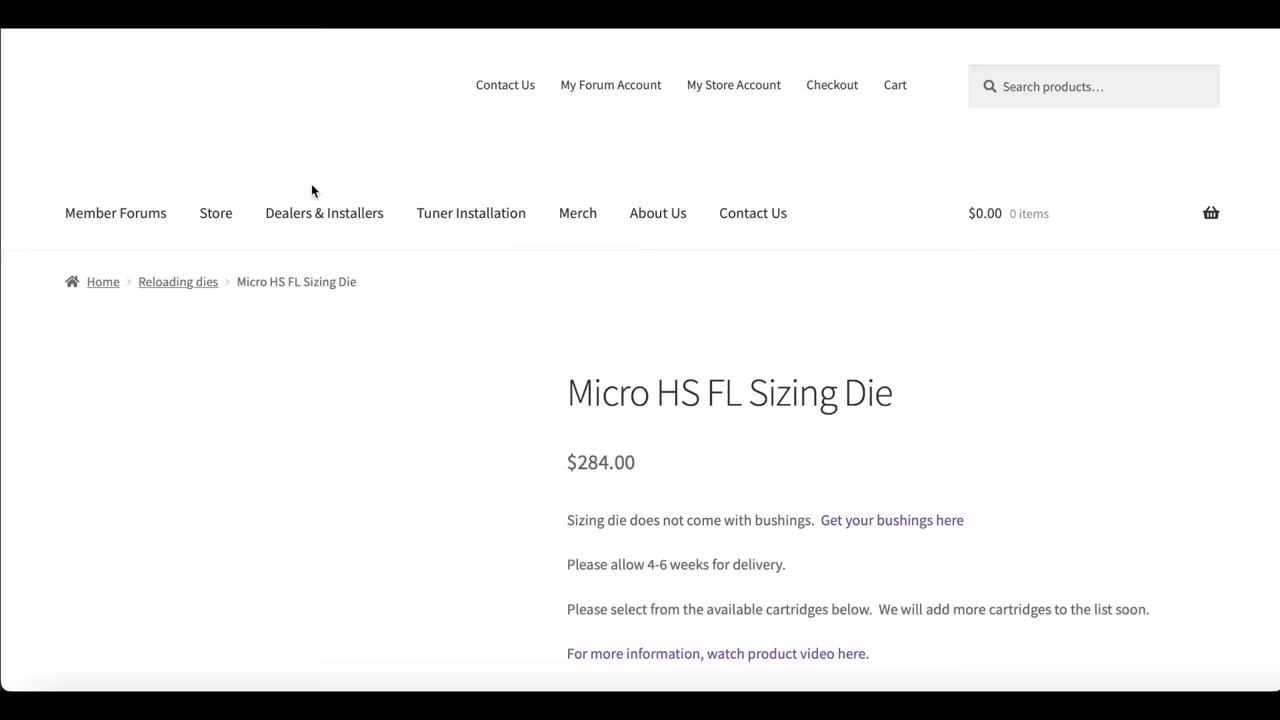 Contact Us My Forum Account My Store Account Checkout Cart Search products…
Member Forums Store Dealers & Installers Tuner Installation Merch About Us Contact Us $0.00 0 items
Home Reloading dies Micro HS FL Sizing Die
Micro HS FL Sizing Die
$284.00
Sizing die does not come with bushings. Get your bushings here
Please allow 4-6 weeks for delivery.
Please select from the available cartridges below. We will add more cartridges to the list soon.
For more information, watch product video here.